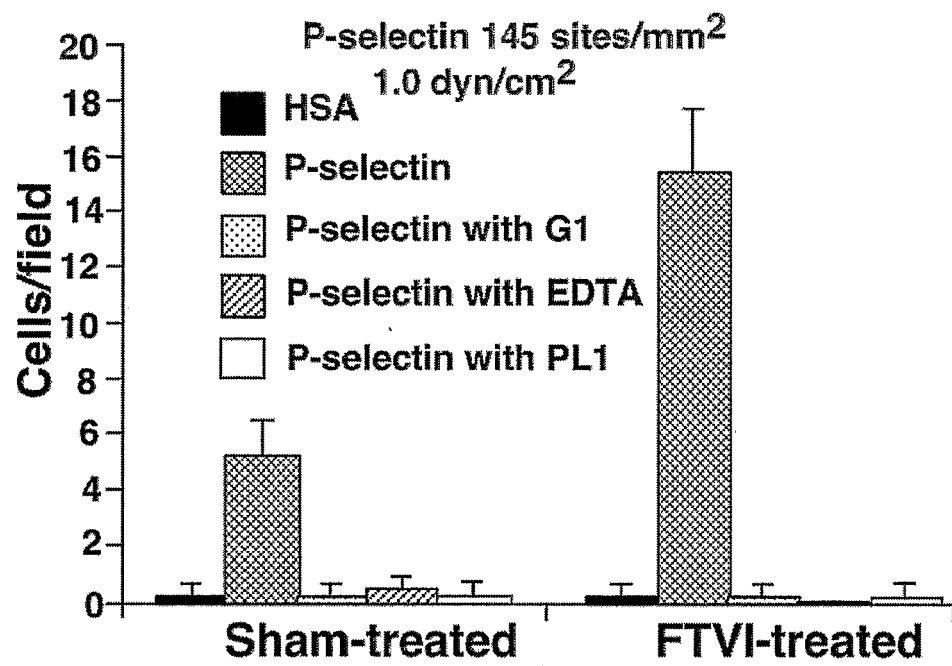 P-selectin 145 sites/mm²
1.0 dyn/cm²
HSA
P-selectin
P-selectin with G1
P-selectin with EDTA
P-selectin with PL1
Cells/field
20
18
16
14
12
10
8
6
4
2
0
Sham-treated
FTVI-treated